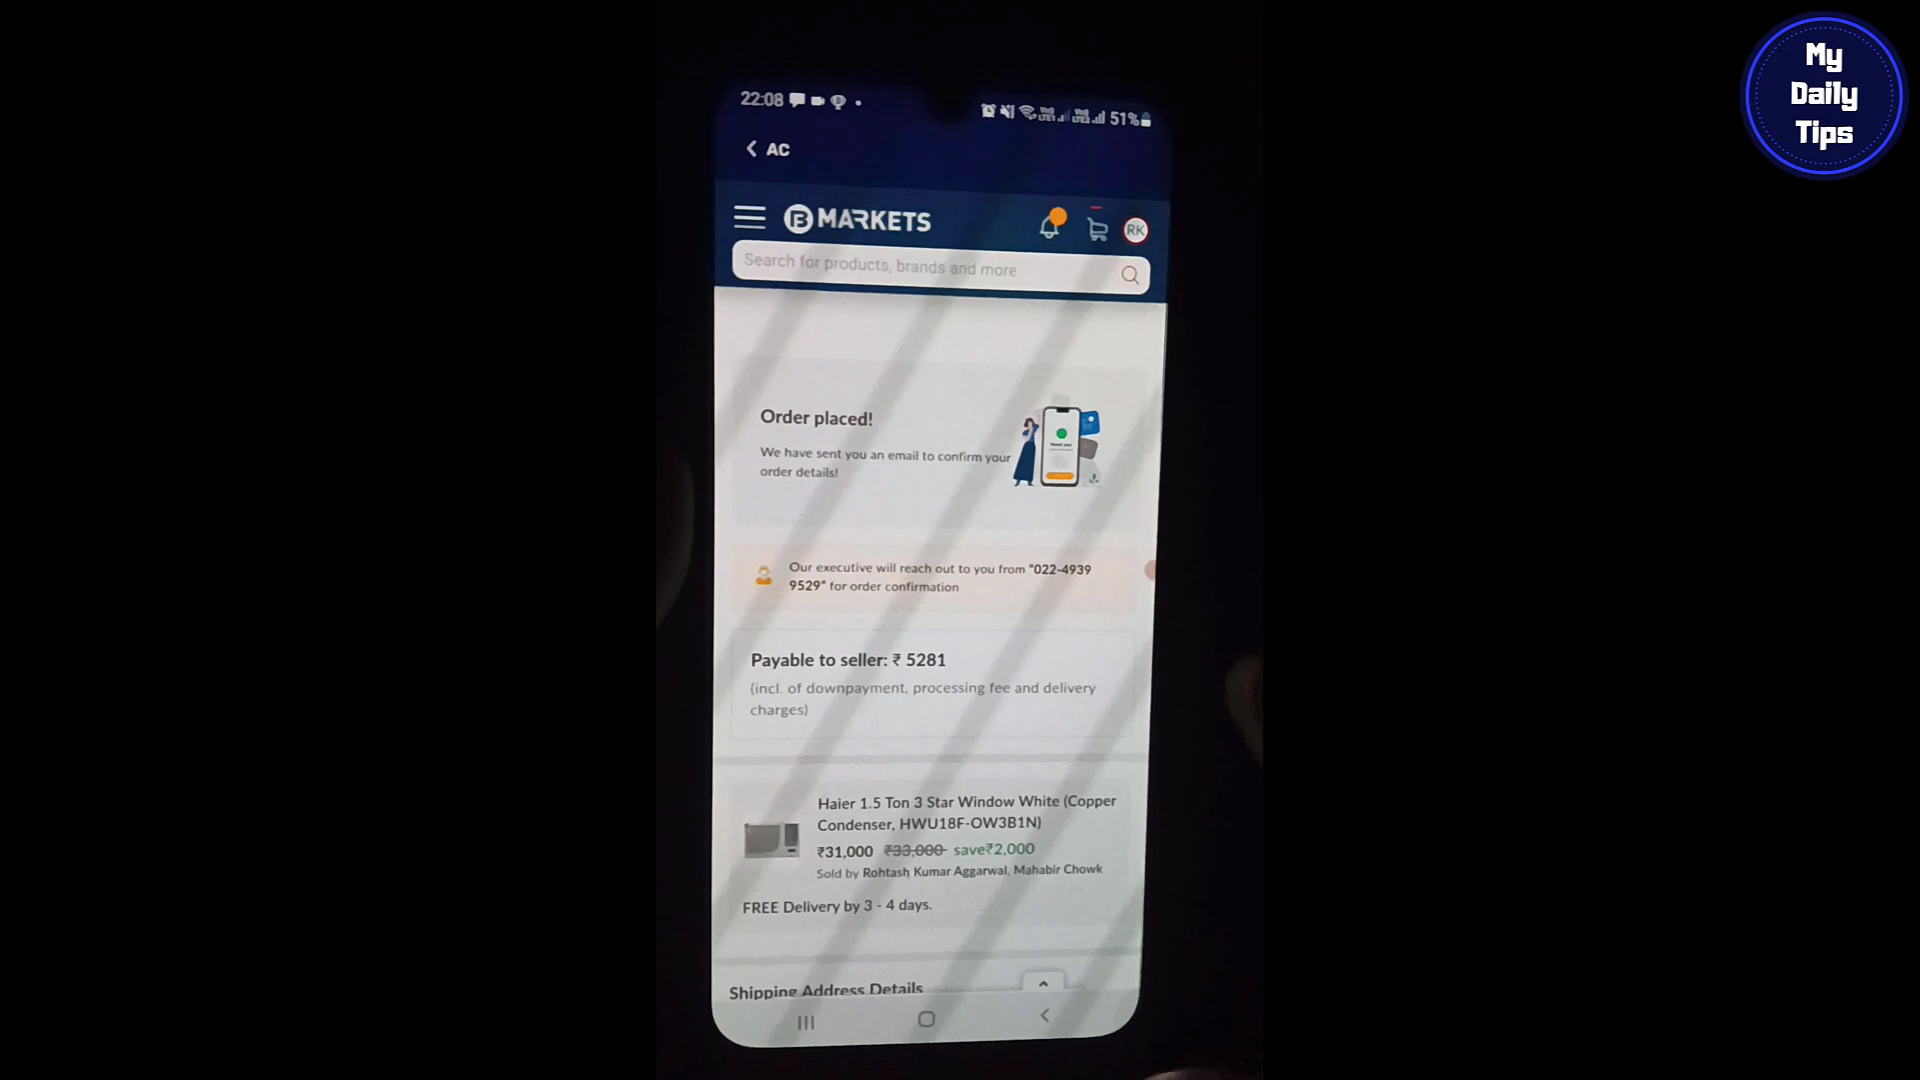 My
Daily
Tips
22:08
51%
AC
MARKETS
RK
Search for products, brands and more
Order placed!
We have sent you an email to confirm your
order details!
Our executive will reach out to you from "022-4939
9529" for order confirmation
Payable to seller: ₹ 5281
(incl. of downpayment, processing fee and delivery
charges)
Haier 1.5 Ton 3 Star Window White (Copper
Condenser, HWU18F-OW3B1N)
₹31,000 ₹33,000 save₹2,000
Sold by Rohtash Kumar Aggarwal, Mahabir Chowk
FREE Delivery by 3 - 4 days.
Shipping Address Details